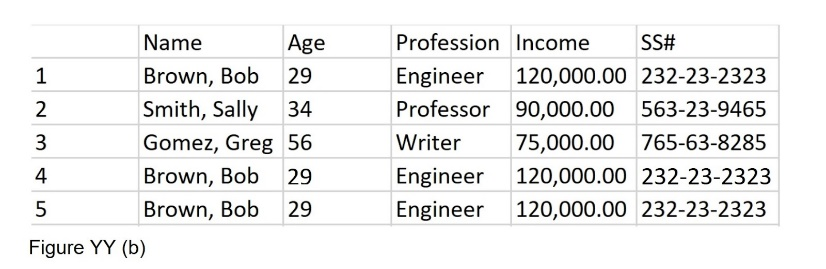 Name Age Profession Income SS#
1 Brown, Bob 29 Engineer 120,000.00 232-23-2323
2 Smith, Sally 34 Professor 90,000.00 563-23-9465
3 Gomez, Greg 56 Writer 75,000.00 765-63-8285
4 Brown, Bob 29 Engineer 120,000.00 232-23-2323
5 Brown, Bob 29 Engineer 120,000.00 232-23-2323
Figure YY (b)